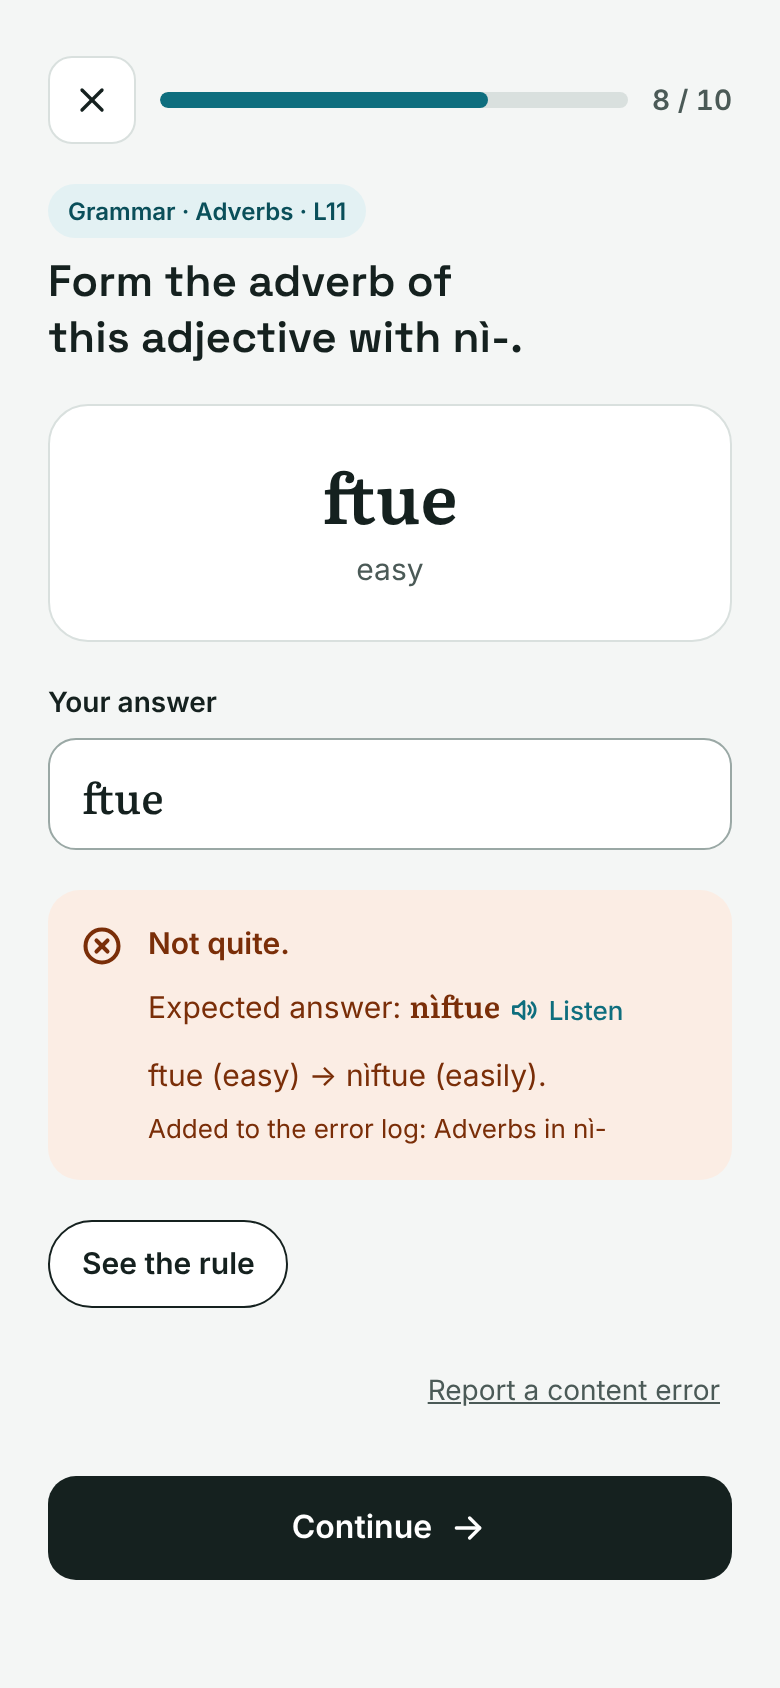 8 / 10
Grammar · Adverbs · L11
Form the adverb of
this adjective with nì-.
ftue
easy
Your answer
ftue
Not quite.
Expected answer: nìftue Listen
ftue (easy) → nìftue (easily).
Added to the error log: Adverbs in nì-
See the rule
Report a content error
Continue →